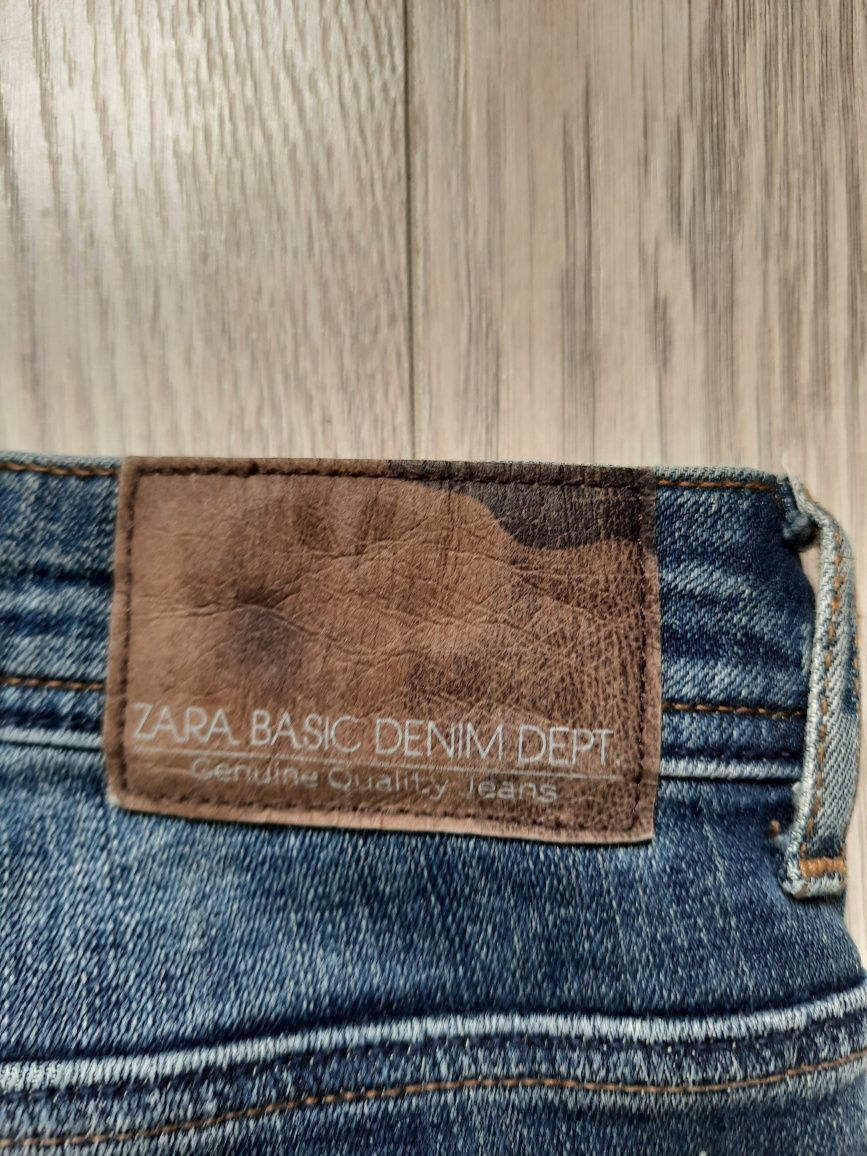 ZARA BASIC DENIM DEPT.
Genuine Quality Jeans